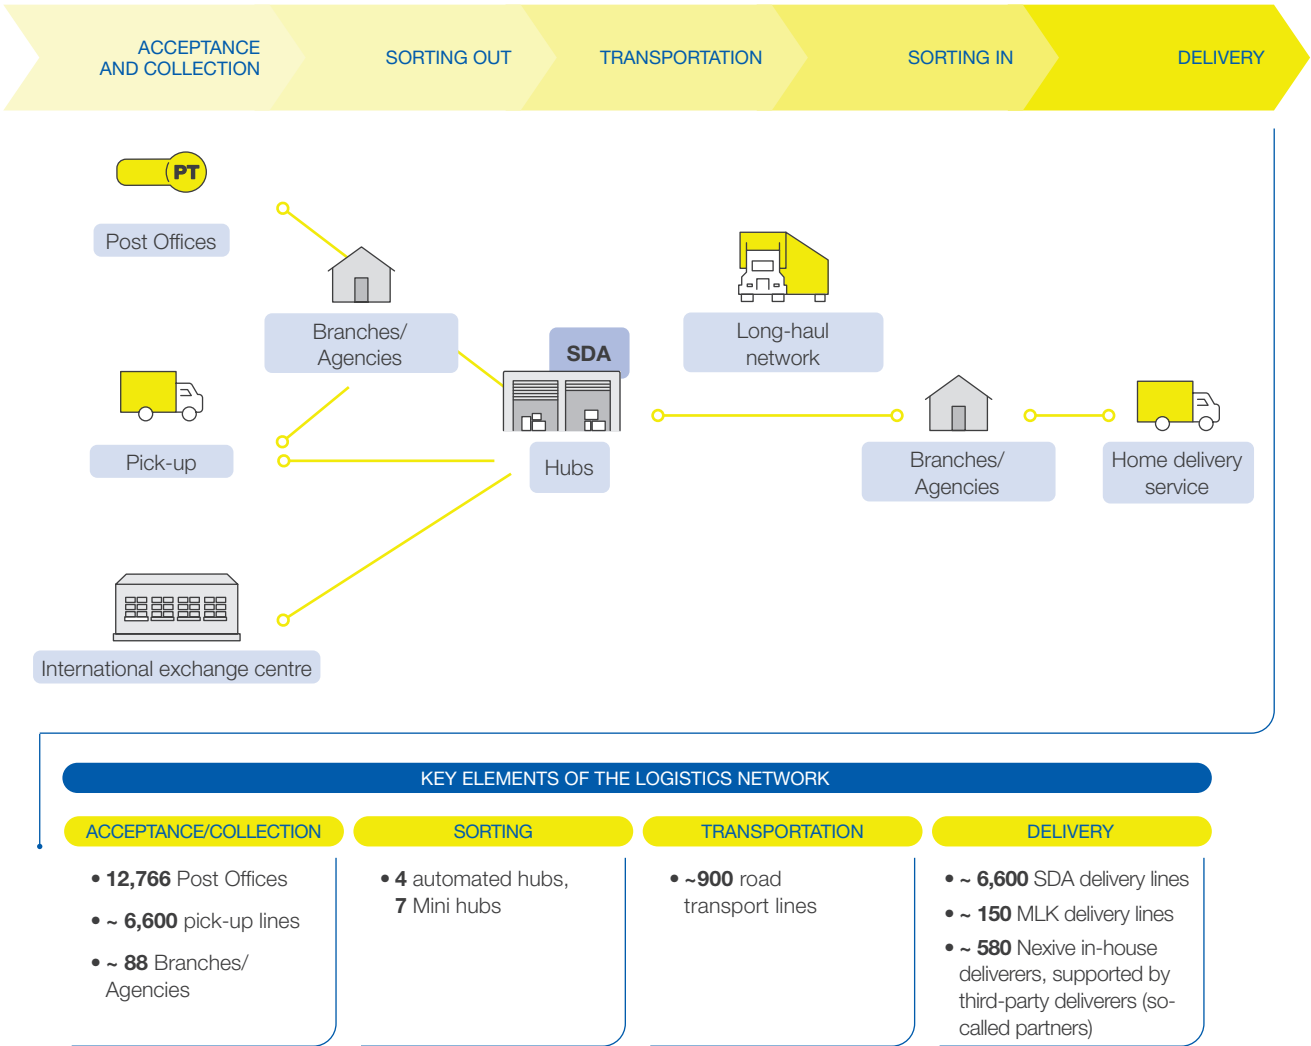 ACCEPTANCE
AND COLLECTION
SORTING OUT
TRANSPORTATION
SORTING IN
DELIVERY
PT
Post Offices
Branches/
Agencies
SDA
Long-haul
network
Pick-up
Hubs
Branches/
Agencies
Home delivery
service
International exchange centre
KEY ELEMENTS OF THE LOGISTICS NETWORK
ACCEPTANCE/COLLECTION
• 12,766 Post Offices
• ~ 6,600 pick-up lines
• ~ 88 Branches/
Agencies
SORTING
• 4 automated hubs,
7 Mini hubs
TRANSPORTATION
• ~900 road
transport lines
DELIVERY
• ~ 6,600 SDA delivery lines
• ~ 150 MLK delivery lines
• ~ 580 Nexive in-house
deliverers, supported by
third-party deliverers (so-
called partners)